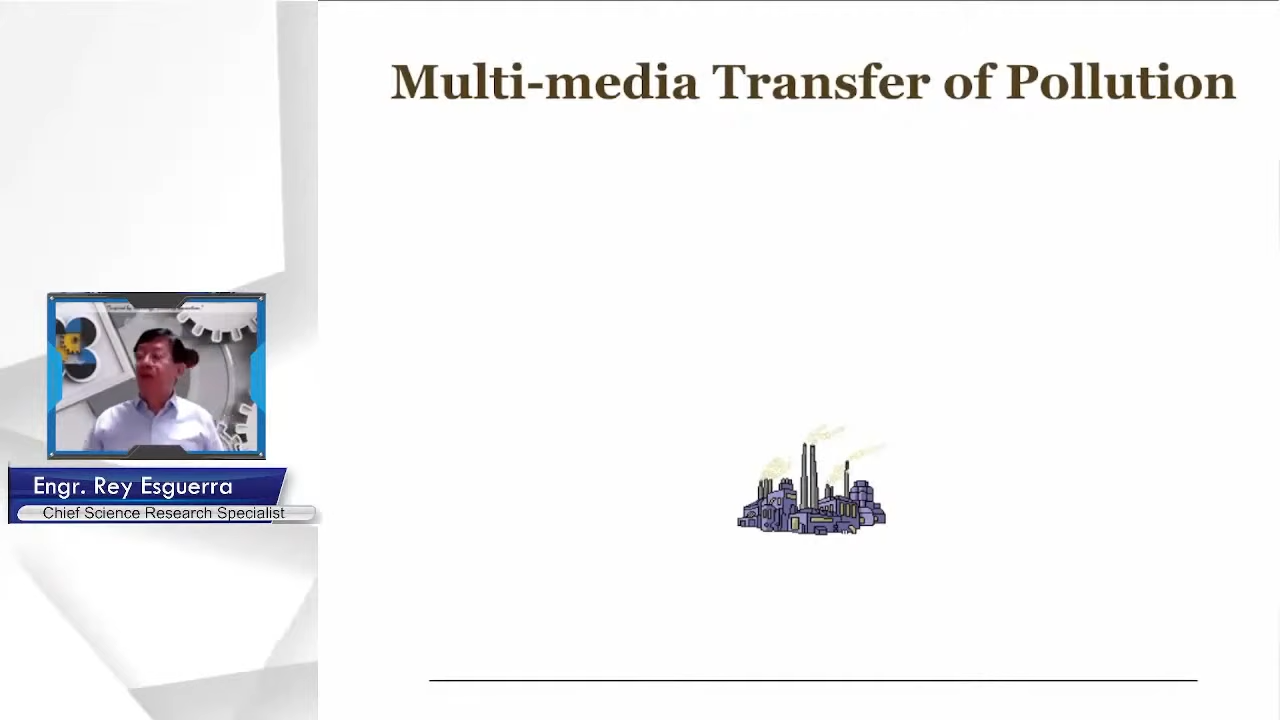 Multi-media Transfer of Pollution
Engr. Rey Esguerra
Chief Science Research Specialist